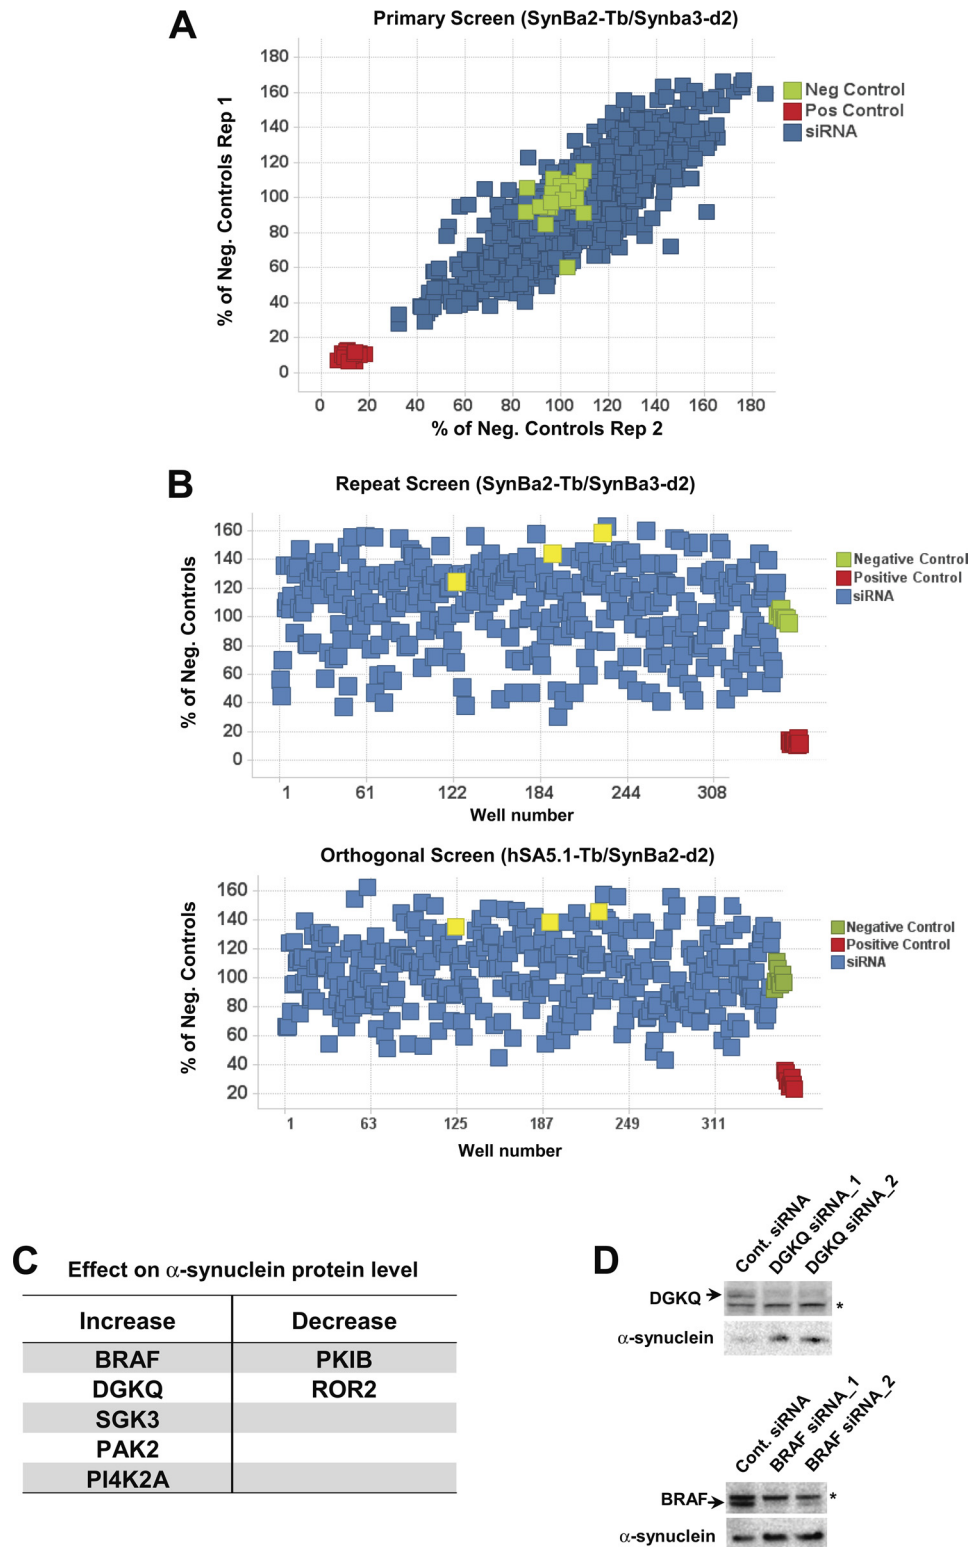 A
Primary Screen (SynBa2-Tb/Synba3-d2)
% of Neg. Controls Rep 1
180
160
140
120
100
80
60
40
20
0
0 20 40 60 80 100 120 140 160 180
% of Neg. Controls Rep 2
Neg Control
Pos Control
siRNA
B
Repeat Screen (SynBa2-Tb/SynBa3-d2)
% of Neg. Controls
160
140
120
100
80
60
40
20
0
1 61 122 184 244 308
Well number
Negative Control
Positive Control
siRNA
Orthogonal Screen (hSA5.1-Tb/SynBa2-d2)
% of Neg. Controls
160
140
120
100
80
60
40
20
1 63 125 187 249 311
Well number
Negative Control
Positive Control
siRNA
C
Effect on α-synuclein protein level
Increase Decrease
BRAF PKIB
DGKQ ROR2
SGK3
PAK2
PI4K2A
D
Cont. siRNA
DGKQ siRNA_1
DGKQ siRNA_2
DGKQ *
α-synuclein
Cont. siRNA
BRAF siRNA_1
BRAF siRNA_2
BRAF *
α-synuclein